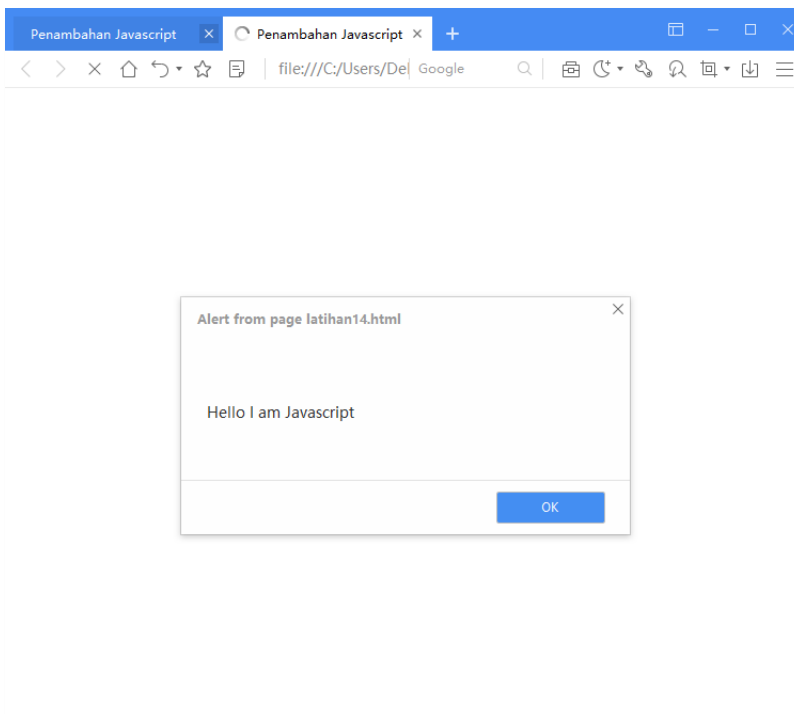 Penambahan Javascript
Penambahan Javascript
file:///C:/Users/De Google
Alert from page latihan14.html
Hello I am Javascript
OK